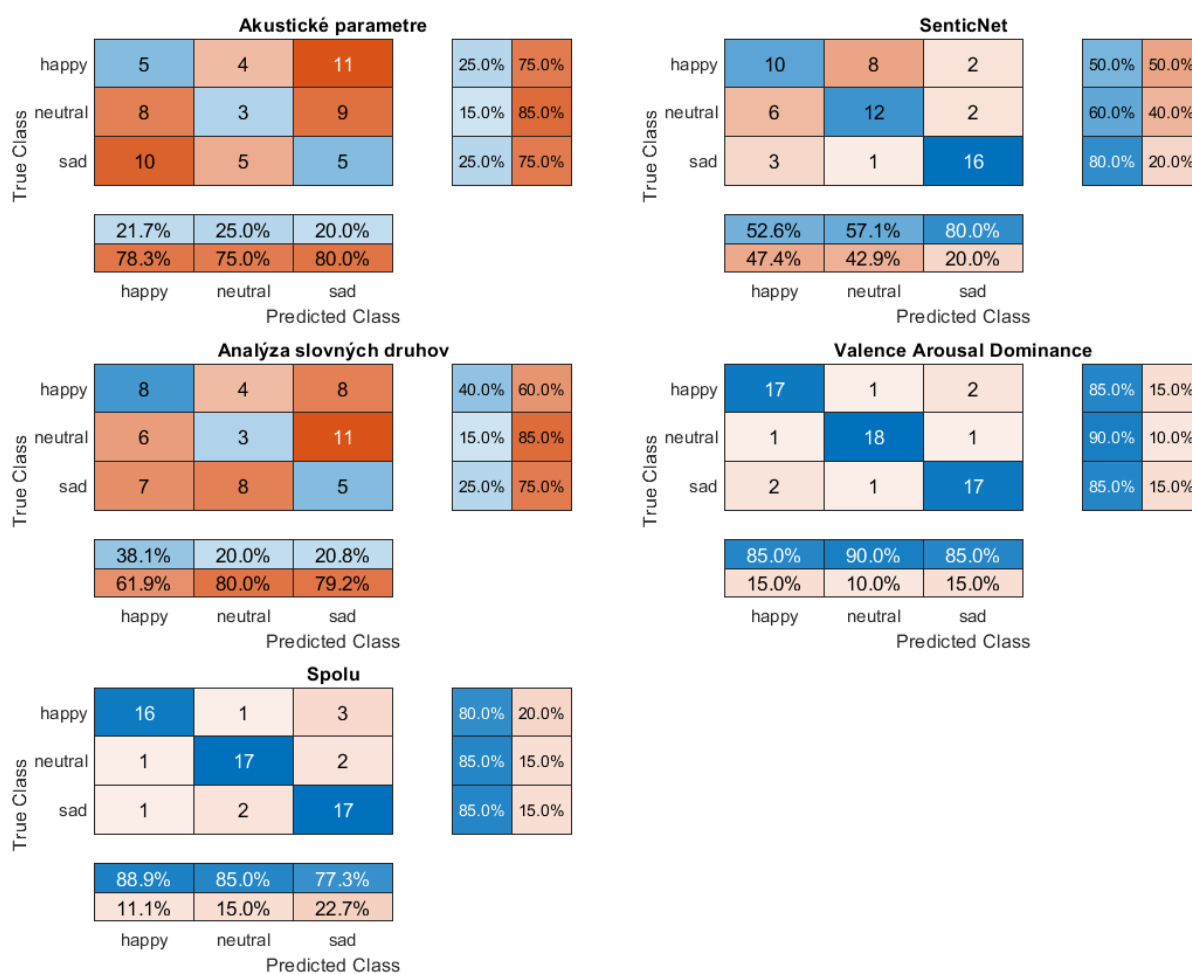 Akustické parametre
True Class
happy 5 4 11 25.0% 75.0%
neutral 8 3 9 15.0% 85.0%
sad 10 5 5 25.0% 75.0%
21.7% 25.0% 20.0%
78.3% 75.0% 80.0%
happy neutral sad
Predicted Class
SenticNet
True Class
happy 10 8 2 50.0% 50.0%
neutral 6 12 2 60.0% 40.0%
sad 3 1 16 80.0% 20.0%
52.6% 57.1% 80.0%
47.4% 42.9% 20.0%
happy neutral sad
Predicted Class
Analýza slovných druhov
True Class
happy 8 4 8 40.0% 60.0%
neutral 6 3 11 15.0% 85.0%
sad 7 8 5 25.0% 75.0%
38.1% 20.0% 20.8%
61.9% 80.0% 79.2%
happy neutral sad
Predicted Class
Valence Arousal Dominance
True Class
happy 17 1 2 85.0% 15.0%
neutral 1 18 1 90.0% 10.0%
sad 2 1 17 85.0% 15.0%
85.0% 90.0% 85.0%
15.0% 10.0% 15.0%
happy neutral sad
Predicted Class
Spolu
True Class
happy 16 1 3 80.0% 20.0%
neutral 1 17 2 85.0% 15.0%
sad 1 2 17 85.0% 15.0%
88.9% 85.0% 77.3%
11.1% 15.0% 22.7%
happy neutral sad
Predicted Class